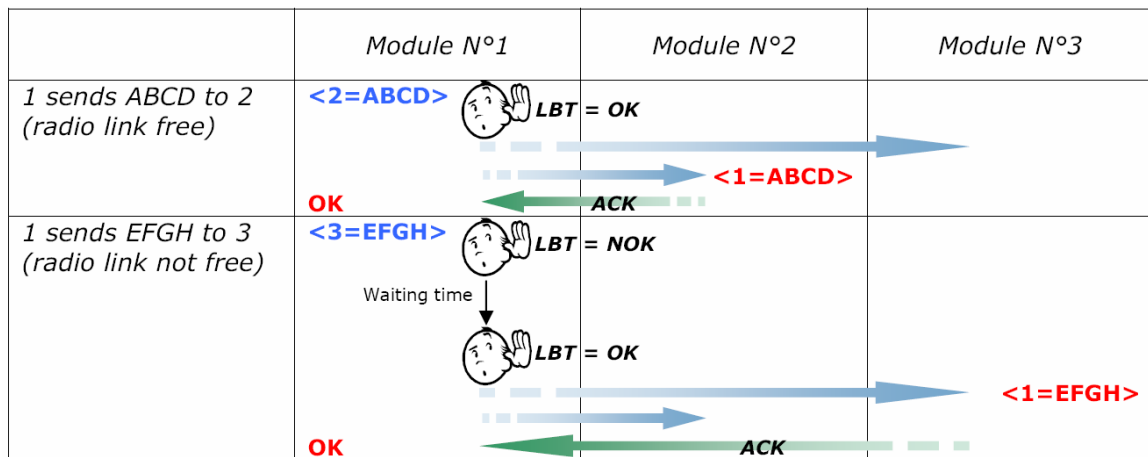 Module N°1
Module N°2
Module N°3
1 sends ABCD to 2
(radio link free)
<2=ABCD>
LBT = OK
<1=ABCD>
OK
ACK
1 sends EFGH to 3
(radio link not free)
<3=EFGH>
LBT = NOK
Waiting time
LBT = OK
<1=EFGH>
OK
ACK